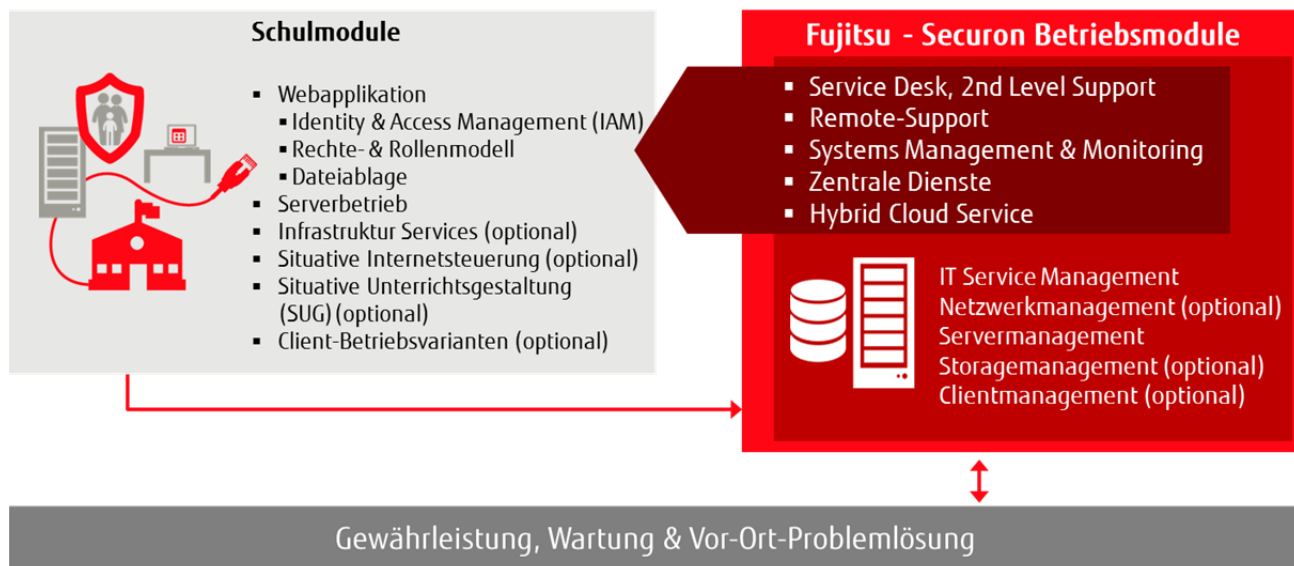 Schulmodule
▪ Webapplikation
▪ Identity & Access Management (IAM)
▪ Rechte- & Rollenmodell
▪ Dateiablage
▪ Serverbetrieb
▪ Infrastruktur Services (optional)
▪ Situative Internetsteuerung (optional)
▪ Situative Unterrichtsgestaltung
(SUG) (optional)
▪ Client-Betriebsvarianten (optional)
Fujitsu - Securon Betriebsmodule
▪ Service Desk, 2nd Level Support
▪ Remote-Support
▪ Systems Management & Monitoring
▪ Zentrale Dienste
▪ Hybrid Cloud Service
IT Service Management
Netzwerkmanagement (optional)
Servermanagement
Storagemanagement (optional)
Clientmanagement (optional)
Gewährleistung, Wartung & Vor-Ort-Problemlösung